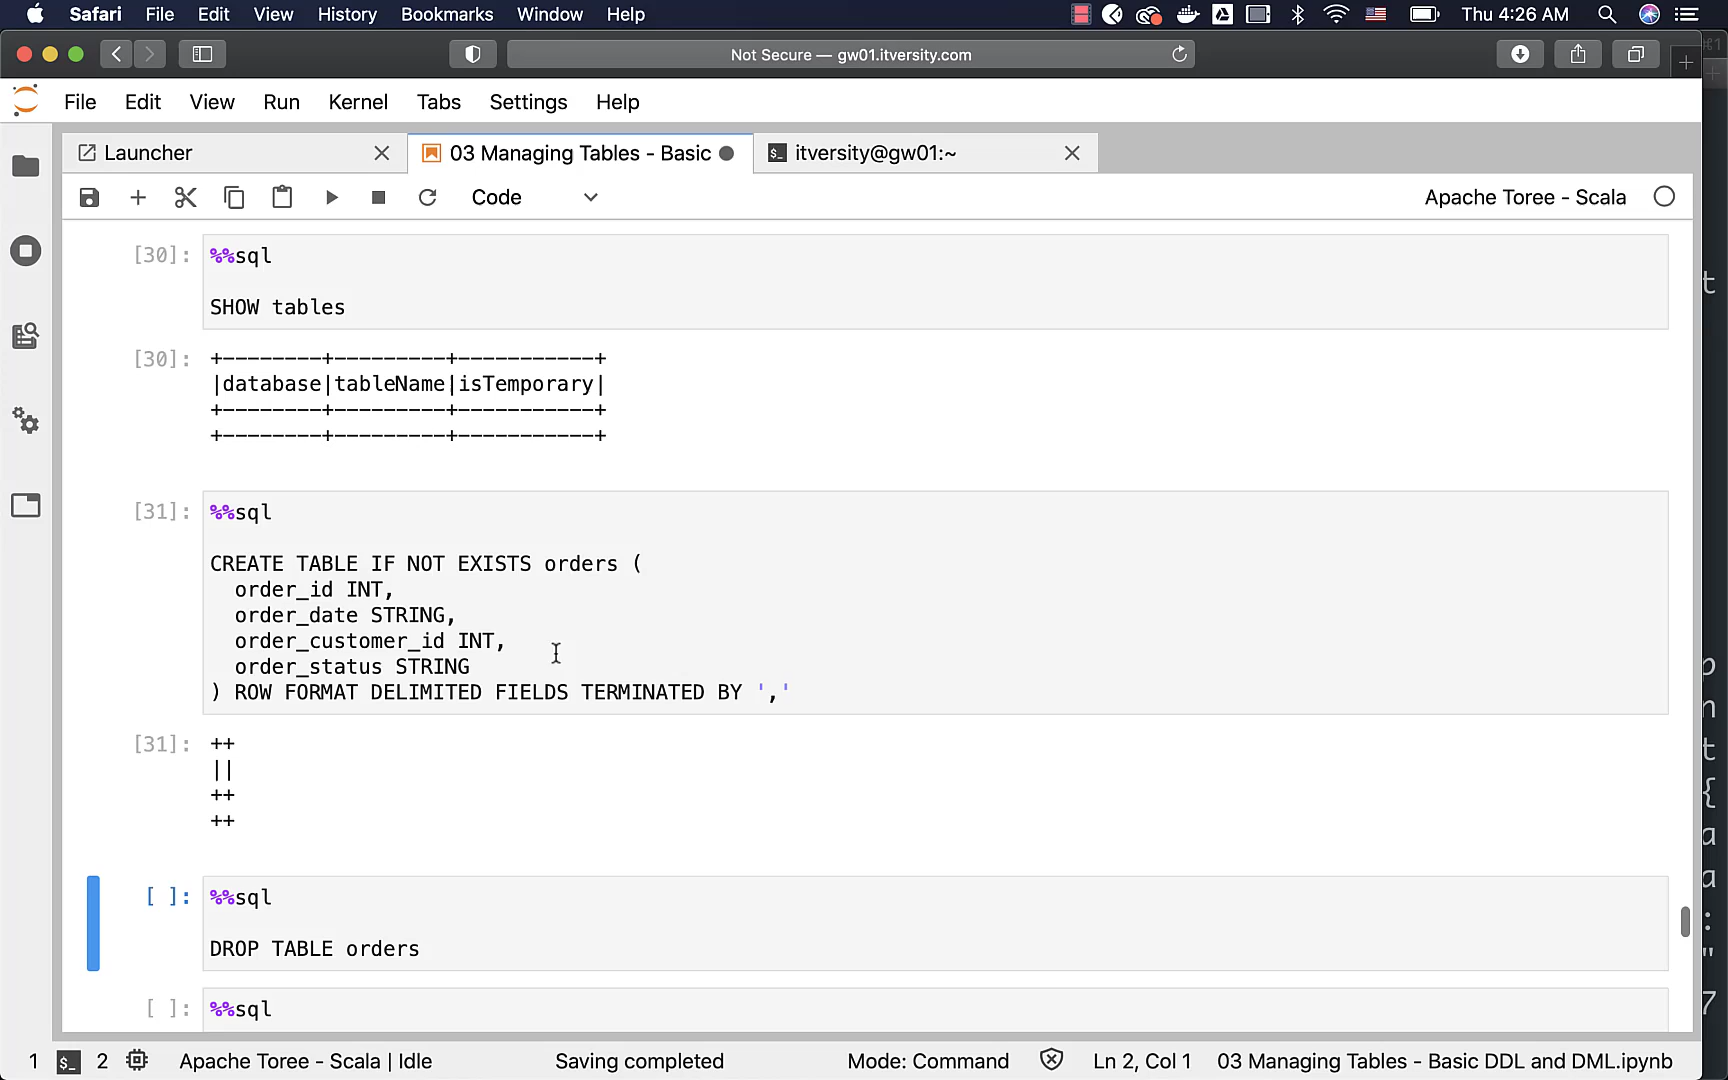 Safari File Edit View History Bookmarks Window Help Thu 4:26 AM
Not Secure — gw01.itversity.com
File Edit View Run Kernel Tabs Settings Help
Launcher 03 Managing Tables - Basic itversity@gw01:~
Code Apache Toree - Scala
[30]: %%sql
SHOW tables
[30]: +--------+---------+-----------+
|database|tableName|isTemporary|
+--------+---------+-----------+
+--------+---------+-----------+
[31]: %%sql
CREATE TABLE IF NOT EXISTS orders (
order_id INT,
order_date STRING,
order_customer_id INT,
order_status STRING
) ROW FORMAT DELIMITED FIELDS TERMINATED BY ','
[31]: ++
||
++
++
[ ]: %%sql
DROP TABLE orders
[ ]: %%sql
1 2 Apache Toree - Scala | Idle Saving completed Mode: Command Ln 2, Col 1 03 Managing Tables - Basic DDL and DML.ipynb